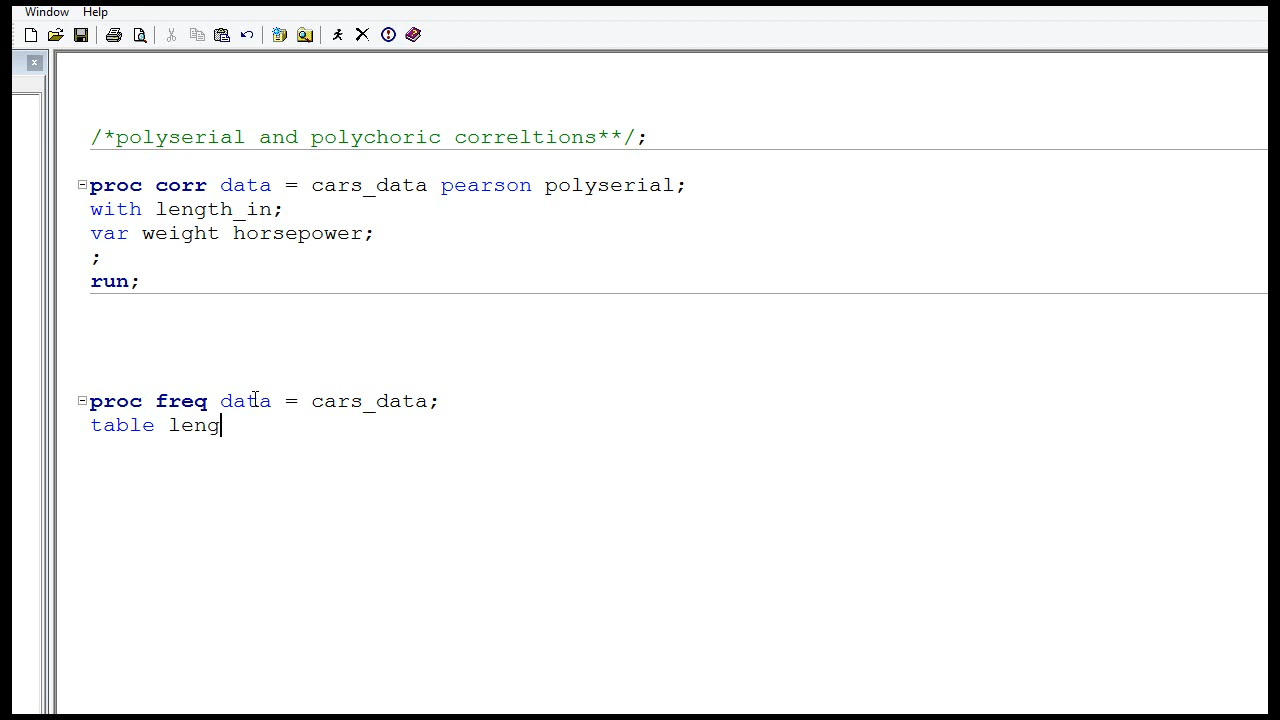 Window Help
/*polyserial and polychoric correltions**/;
proc corr data = cars_data pearson polyserial;
with length_in;
var weight horsepower;
;
run;
proc freq data = cars_data;
table leng